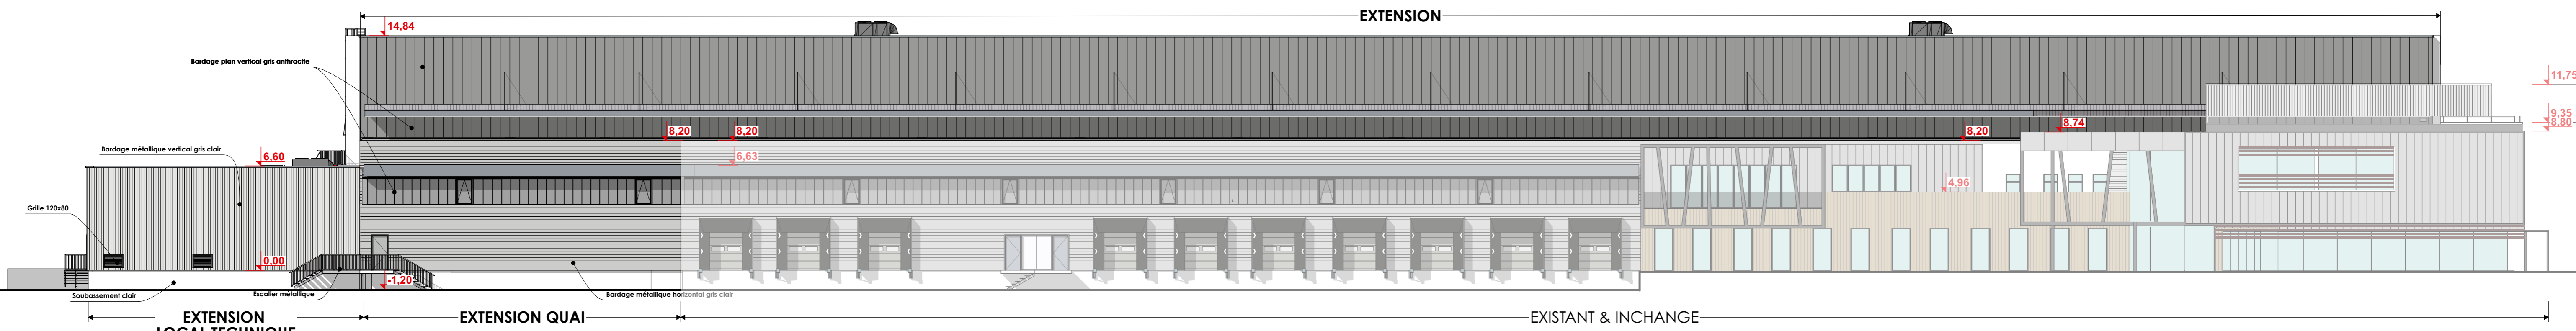 EXTENSION
14,84
Bardage plan vertical gris anthracite
11,75
9,35
8,80
8,20
8,20
8,20
8,74
Bardage métallique vertical gris clair
6,60
6,63
4,96
Grille 120x80
0,00
-1,20
Soubassement clair
Escalier métallique
Bardage métallique horizontal gris clair
EXTENSION
LOCAL TECHNIQUE
EXTENSION QUAI
EXISTANT & INCHANGE